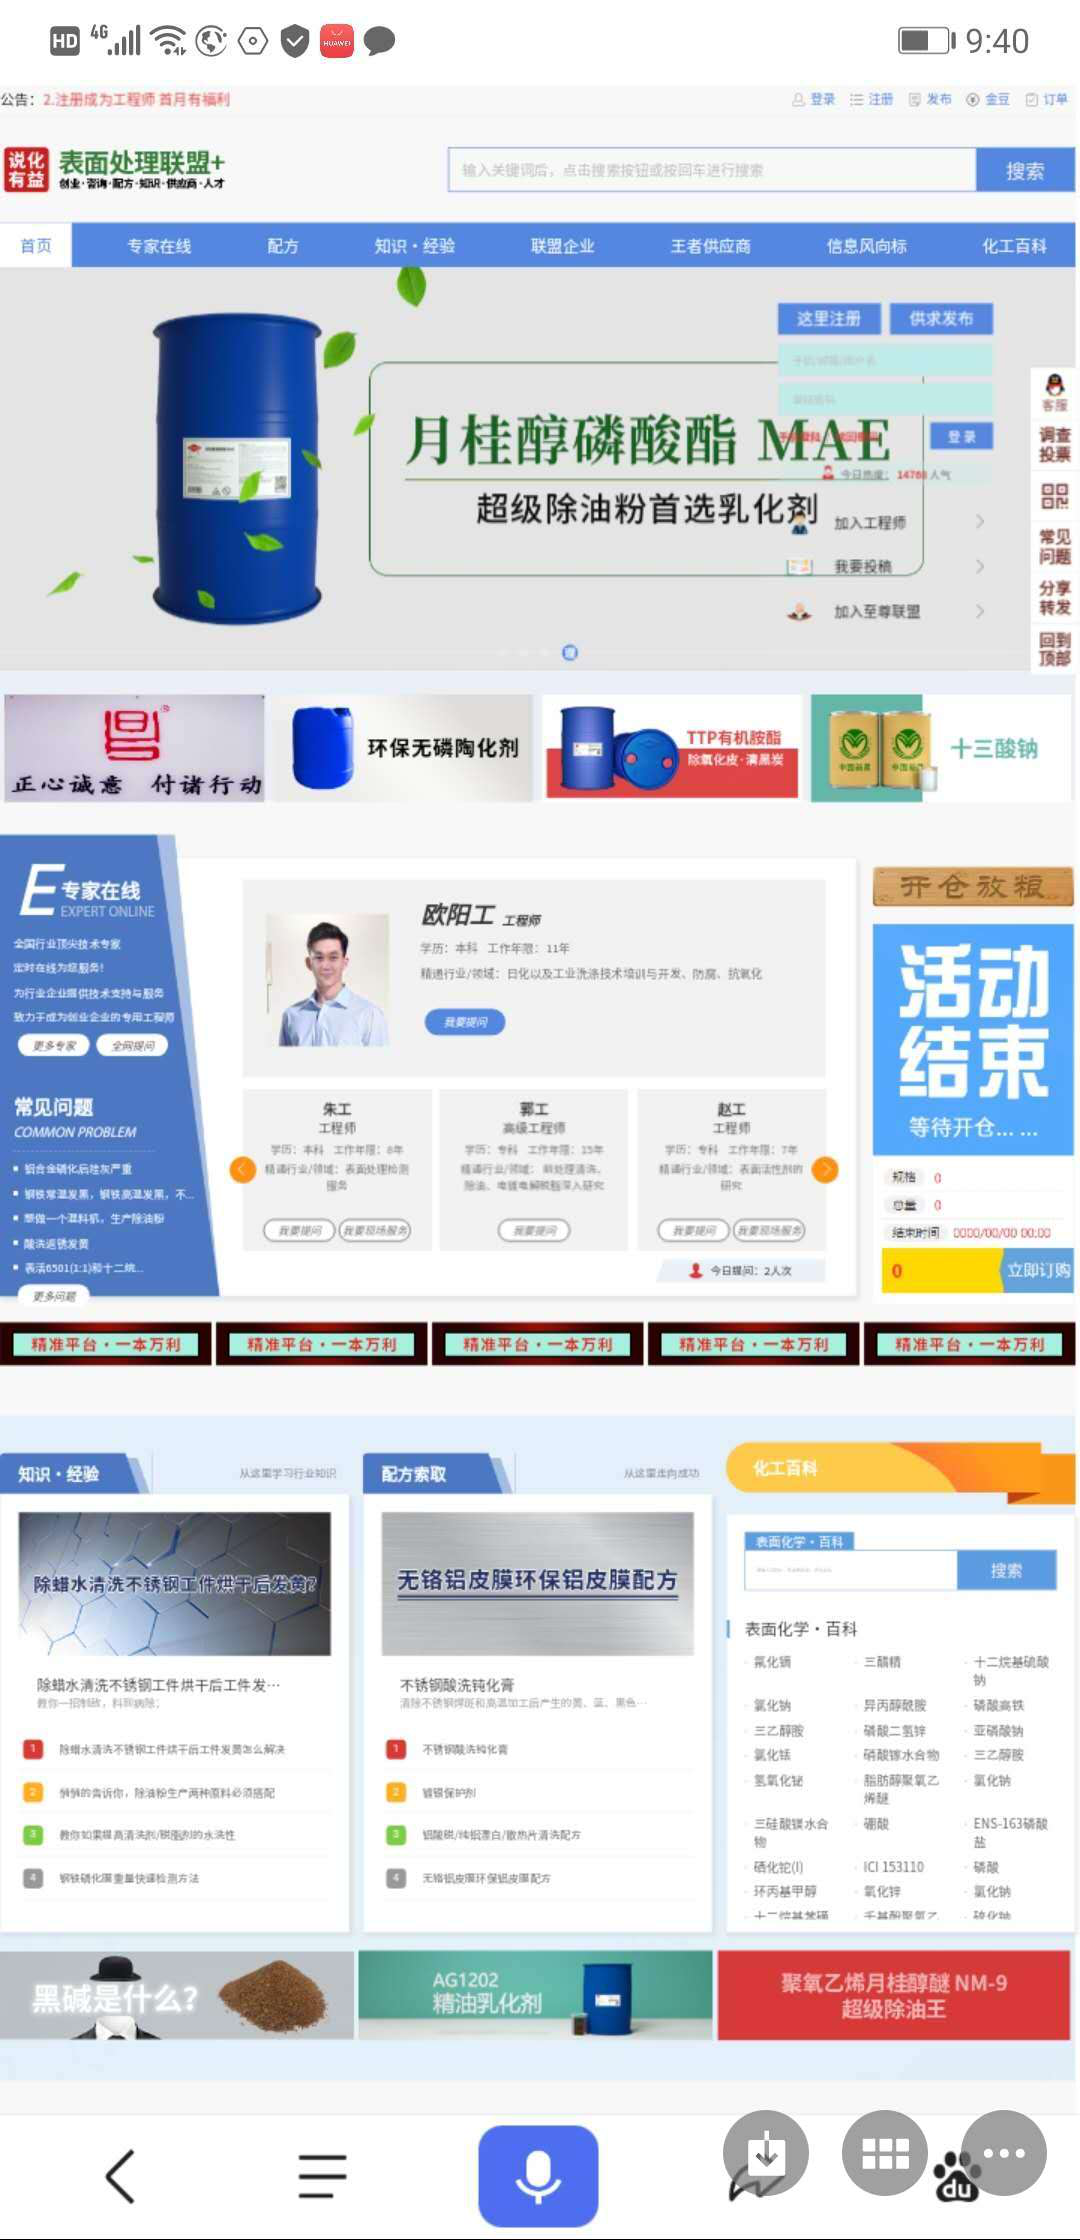 HD 4G HUAWEI 9:40
公告：2.注册成为工程师 首月有福利
登录 注册 发布 金豆 订单
说化有益
表面处理联盟+
创业·咨询·配方·知识·供应商·人才
输入关键词后，点击搜索按钮或按回车进行搜索
搜索
首页 专家在线 配方 知识·经验 联盟企业 王者供应商 信息风向标 化工百科
这里注册 供求发布
月桂醇磷酸酯 MAE
登录
今日热度： 人气
超级除油粉首选乳化剂
加入工程师
我要投稿
加入至尊联盟
客服
调查投票
常见问题
分享转发
回到顶部
正心诚意 付诸行动
环保无磷陶化剂
TTP有机胺酯
除氧化皮·清黑炭
十三酸钠
E 专家在线
EXPERT ONLINE
全国行业顶尖技术专家
定时在线为您服务！
为行业企业提供技术支持与服务
致力于成为创业企业的专用工程师
更多专家 全网提问
常见问题
COMMON PROBLEM
铝合金磷化后挂灰严重
钢铁常温发黑，钢铁高温发黑，不...
想做一个混料机，生产除油粉
酸洗返锈发黄
表活6501(1:1)和十二烷...
更多问题
欧阳工 工程师
学历：本科 工作年限：11年
精通行业/领域：日化以及工业洗涤技术培训与开发、防腐、抗氧化
我要提问
朱工
工程师
学历：本科 工作年限：6年
精通行业/领域：表面处理检测服务
我要提问 我要现场服务
郭工
高级工程师
学历：专科 工作年限：15年
精通行业/领域：前处理清洗、除油、电镀电解脱脂深入研究
我要提问
赵工
工程师
学历：专科 工作年限：7年
精通行业/领域：表面活性剂的研究
我要提问 我要现场服务
今日提问：2人次
开仓放粮
活动
结束
等待开仓... ...
规格 0
总量 0
结束时间 0000/00/00 00:00
0 立即订购
精准平台·一本万利 精准平台·一本万利 精准平台·一本万利 精准平台·一本万利 精准平台·一本万利
知识·经验 从这里学习行业知识
除蜡水清洗不锈钢工件烘干后发黄?
除蜡水清洗不锈钢工件烘干后工件发…
1 除蜡水清洗不锈钢工件烘干后工件发黄怎么解决
2 悄悄的告诉你，除油粉生产两种原料必须搭配
3 教你如果提高清洗剂/脱脂剂的水洗性
4 钢铁磷化膜重量快速检测方法
配方索取 从这里走向成功
无铬铝皮膜环保铝皮膜配方
不锈钢酸洗钝化膏
清除不锈钢焊斑和高温加工后产生的黄、蓝、黑色…
1 不锈钢酸洗钝化膏
2 镀银保护剂
3 铝酸脱/纯铝漂白/散热片清洗配方
4 无铬铝皮膜环保铝皮膜配方
化工百科
表面化学·百科
搜索
表面化学·百科
氟化镝 三醋精 十二烷基硫酸钠
氯化钠 异丙醇酰胺 磷酸高铁
三乙醇胺 磷酸二氢锌 亚磷酸钠
氯化铥 硝酸镓水合物 三乙醇胺
氢氧化铋 脂肪醇聚氧乙烯醚 氯化钠
三硅酸镁水合物 硼酸 ENS-163磷酸盐
硒化铊(I) ICI 153110 磷酸
环丙基甲醇 氧化锌 氯化钠
黑碱是什么？
AG1202
精油乳化剂
聚氧乙烯月桂醇醚 NM-9
超级除油王
du